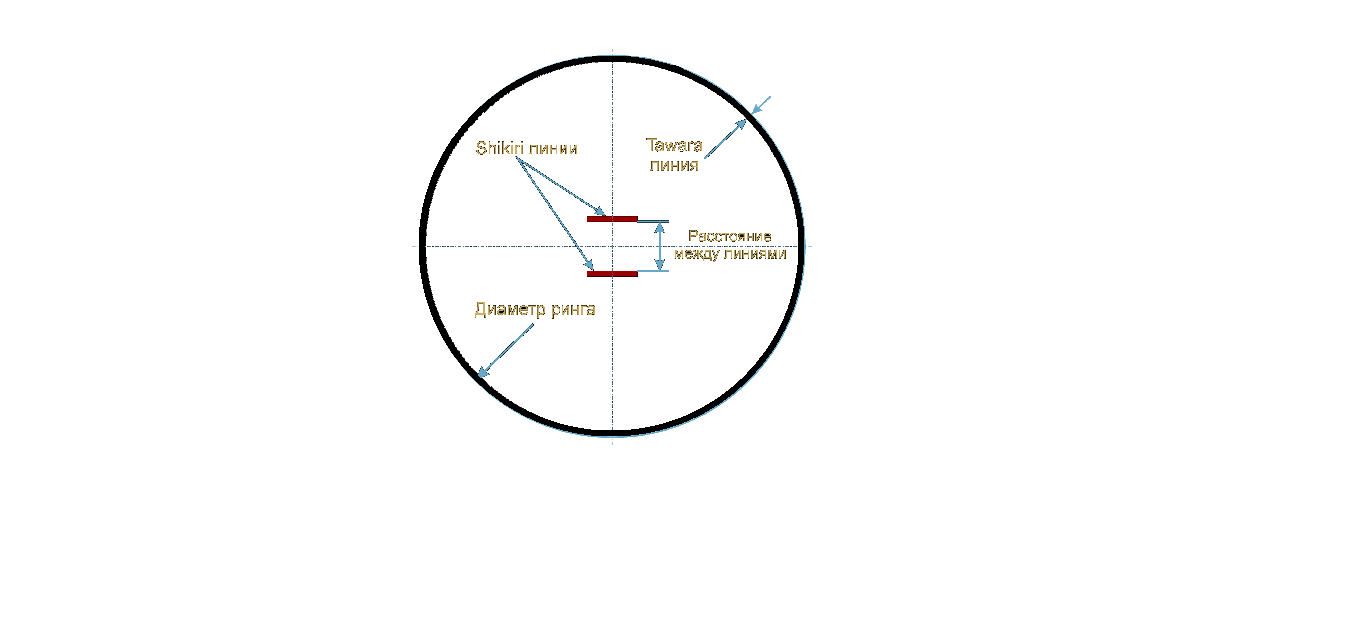 Shikiri линии
Tawara
линия
Расстояние
между линиями
Диаметр ринга